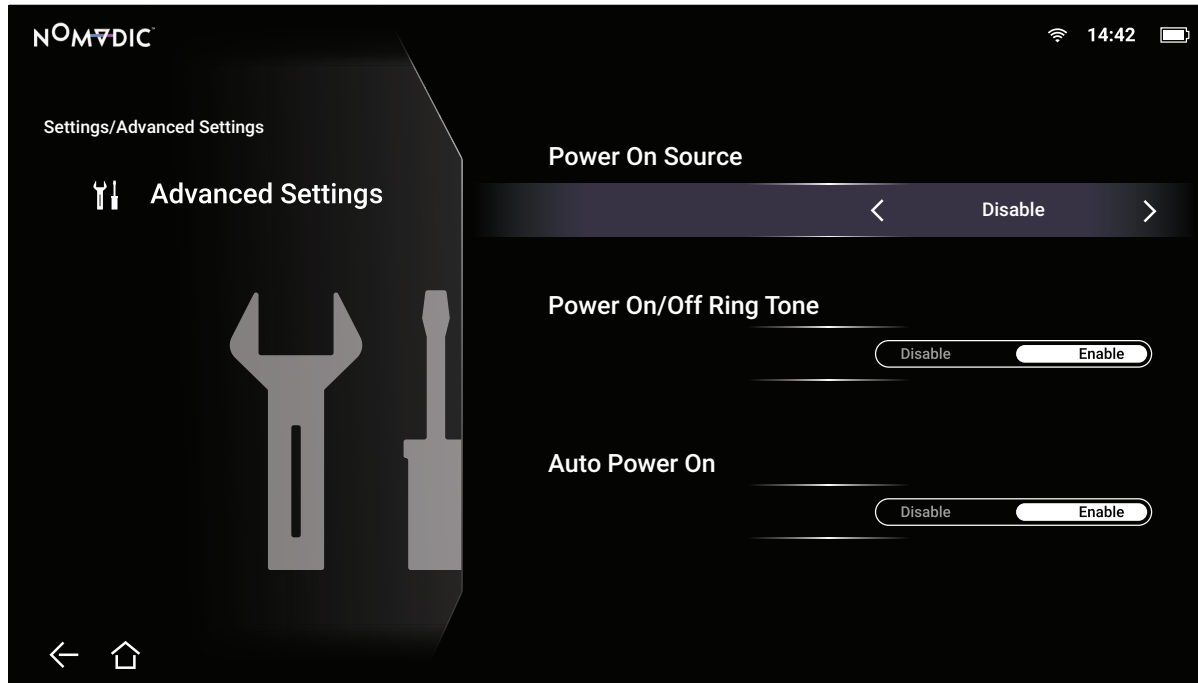 NOMADIC
14:42
Settings/Advanced Settings
Advanced Settings
Power On Source
Disable
Power On/Off Ring Tone
Disable Enable
Auto Power On
Disable Enable